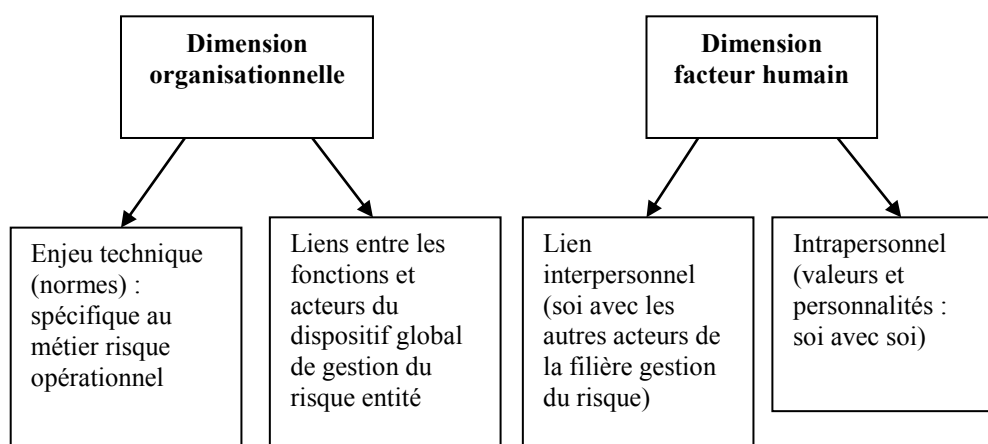 Dimension
organisationnelle
Dimension
facteur humain
Enjeu technique
(normes) :
spécifique au
métier risque
opérationnel
Liens entre les
fonctions et
acteurs du
dispositif global
de gestion du
risque entité
Lien
interpersonnel
(soi avec les
autres acteurs de
la filière gestion
du risque)
Intrapersonnel
(valeurs et
personnalités :
soi avec soi)